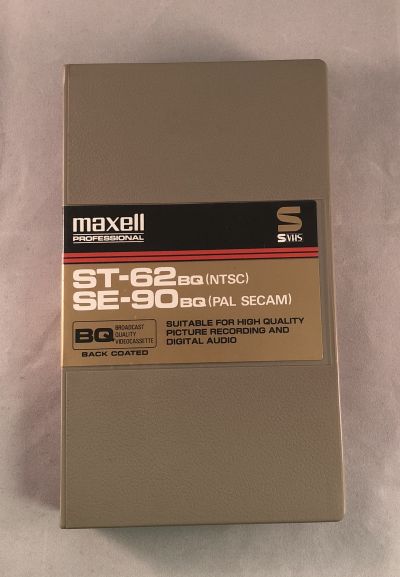 maxell
PROFESSIONAL
S
SVHS
ST-62BQ(NTSC)
SE-90BQ(PAL SECAM)
BQ
BROADCAST
QUALITY
VIDEOCASSETTE
BACK COATED
SUITABLE FOR HIGH QUALITY
PICTURE RECORDING AND
DIGITAL AUDIO